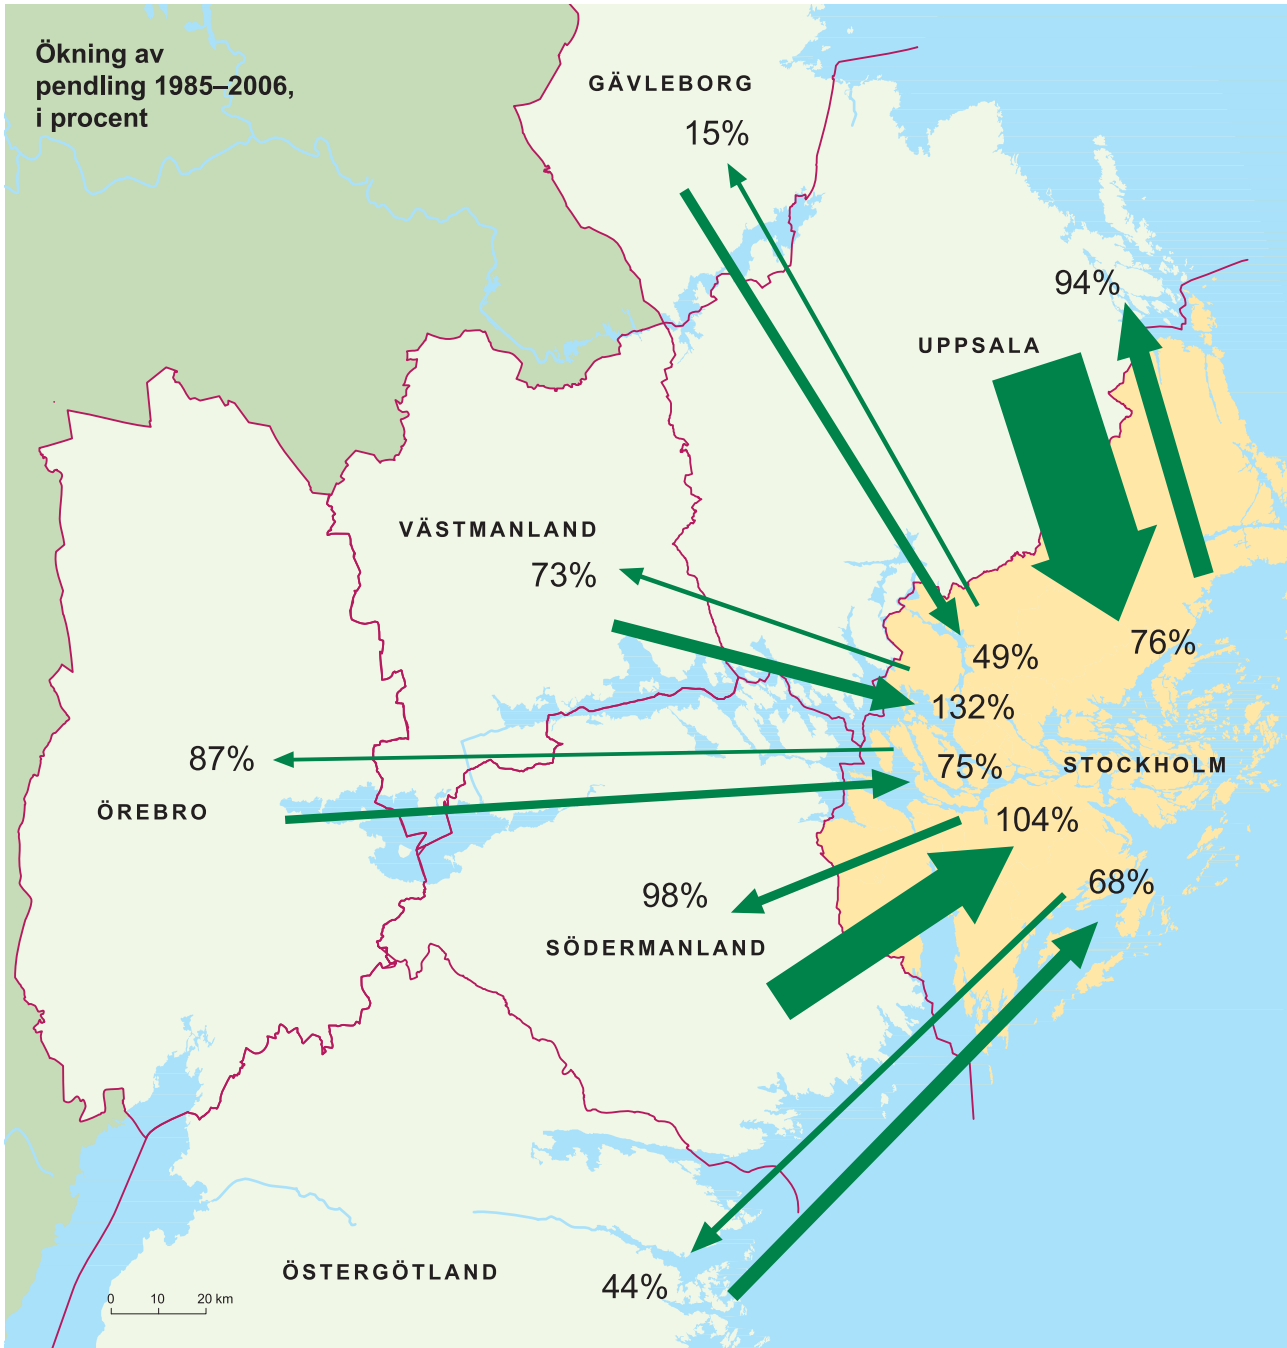 Ökning av
pendling 1985–2006,
i procent
GÄVLEBORG
15%
94%
UPPSALA
VÄSTMANLAND
73%
76%
49%
132%
87%
75%
STOCKHOLM
ÖREBRO
104%
68%
98%
SÖDERMANLAND
ÖSTERGÖTLAND
44%
0 10 20 km